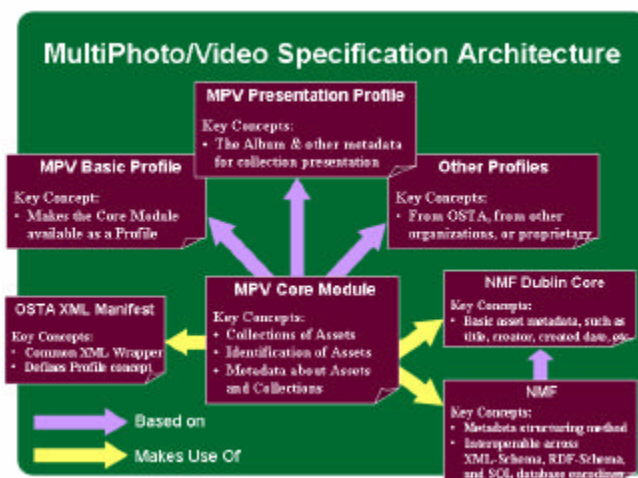 MultiPhoto/Video Specification Architecture
MPV Presentation Profile
Key Concepts:
• The Album & other metadata
for collection presentation
MPV Basic Profile
Key Concept:
• Makes the Core Module
available as a Profile
Other Profiles
Key Concepts:
• From OSTA, from other
organizations, or proprietary
MPV Core Module
Key Concepts:
• Collections of Assets
• Identification of Assets
• Metadata about Assets
and Collections
OSTA XML Manifest
Key Concepts:
• Common XML Wrapper
• Defines Profile concept
NMF Dublin Core
Key Concepts:
• Basic asset metadata, such as
title, creator, created date, etc.
NMF
Key Concepts:
• Metadata structuring method
• Interoperable across
XML-Schema, RDF-Schema,
and SQL database encodings
Based on
Makes Use Of